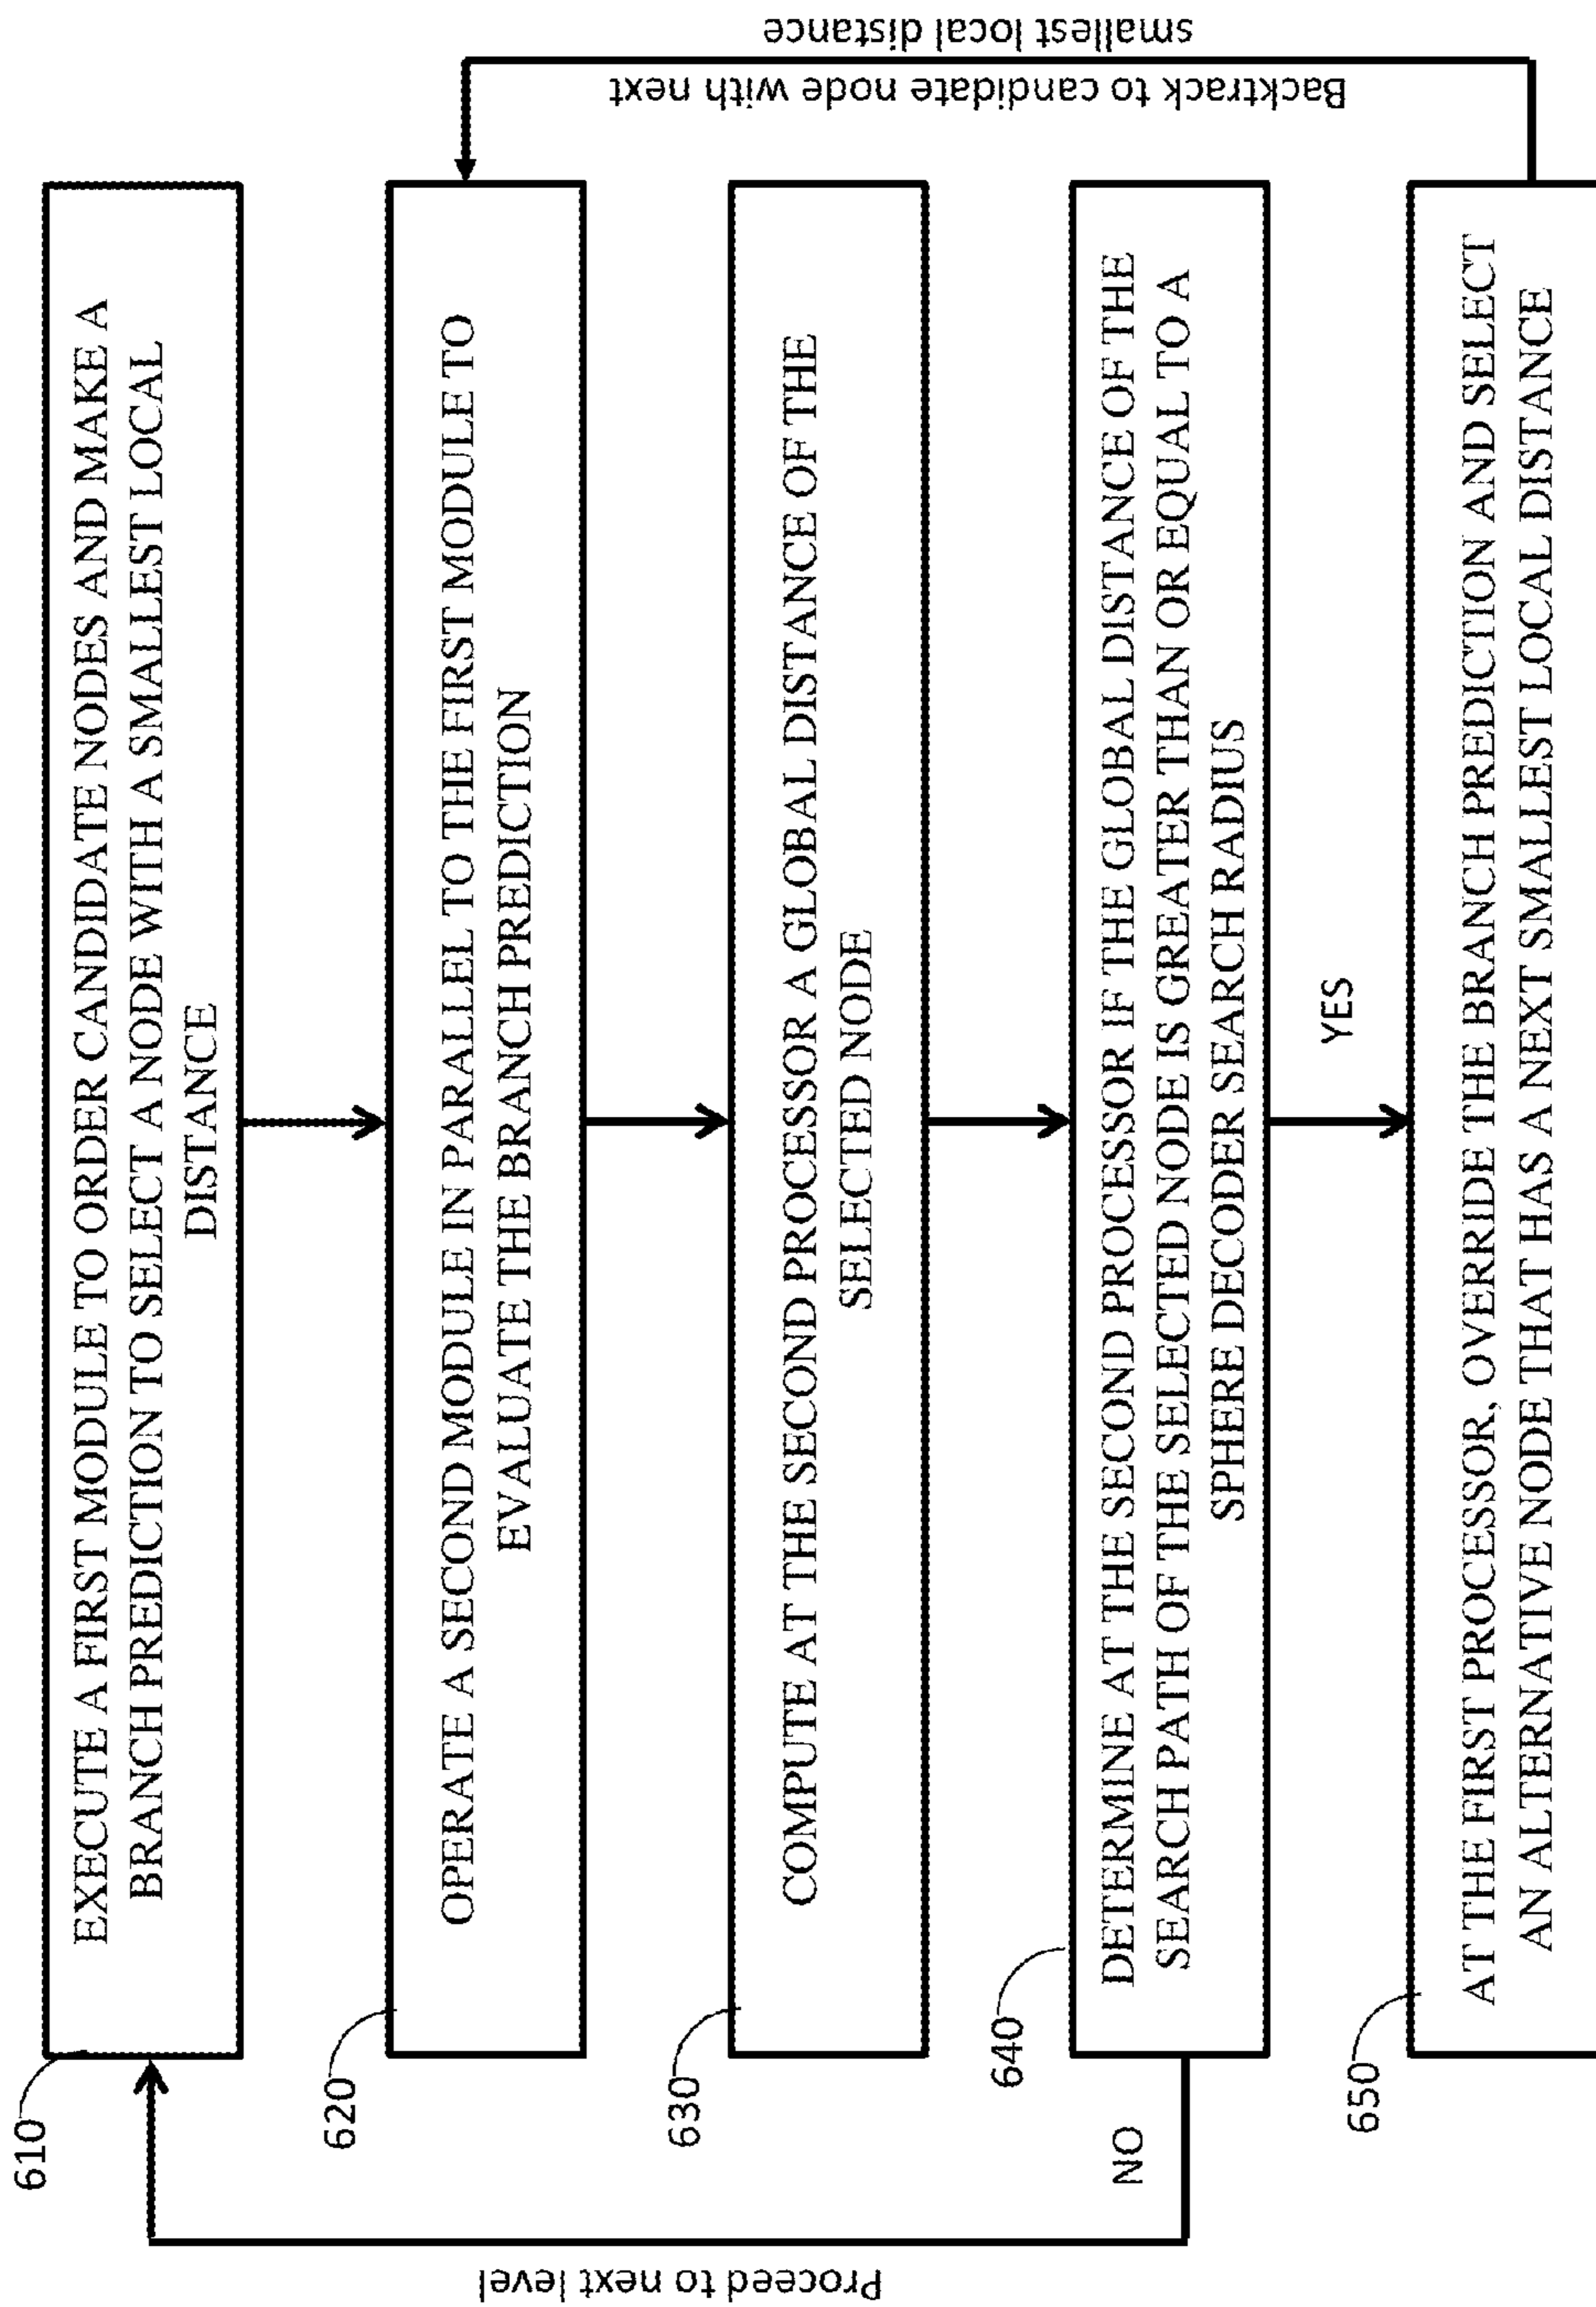 610
EXECUTE A FIRST MODULE TO ORDER CANDIDATE NODES AND MAKE A
BRANCH PREDICTION TO SELECT A NODE WITH A SMALLEST LOCAL
DISTANCE
620
OPERATE A SECOND MODULE IN PARALLEL TO THE FIRST MODULE TO
EVALUATE THE BRANCH PREDICTION
630
COMPUTE AT THE SECOND PROCESSOR A GLOBAL DISTANCE OF THE
SELECTED NODE
640
DETERMINE AT THE SECOND PROCESSOR IF THE GLOBAL DISTANCE OF THE
SEARCH PATH OF THE SELECTED NODE IS GREATER THAN OR EQUAL TO A
SPHERE DECODER SEARCH RADIUS
NO
YES
650
AT THE FIRST PROCESSOR, OVERRIDE THE BRANCH PREDICTION AND SELECT
AN ALTERNATIVE NODE THAT HAS A NEXT SMALLEST LOCAL DISTANCE
Proceed to next level
Backtrack to candidate node with next
smallest local distance